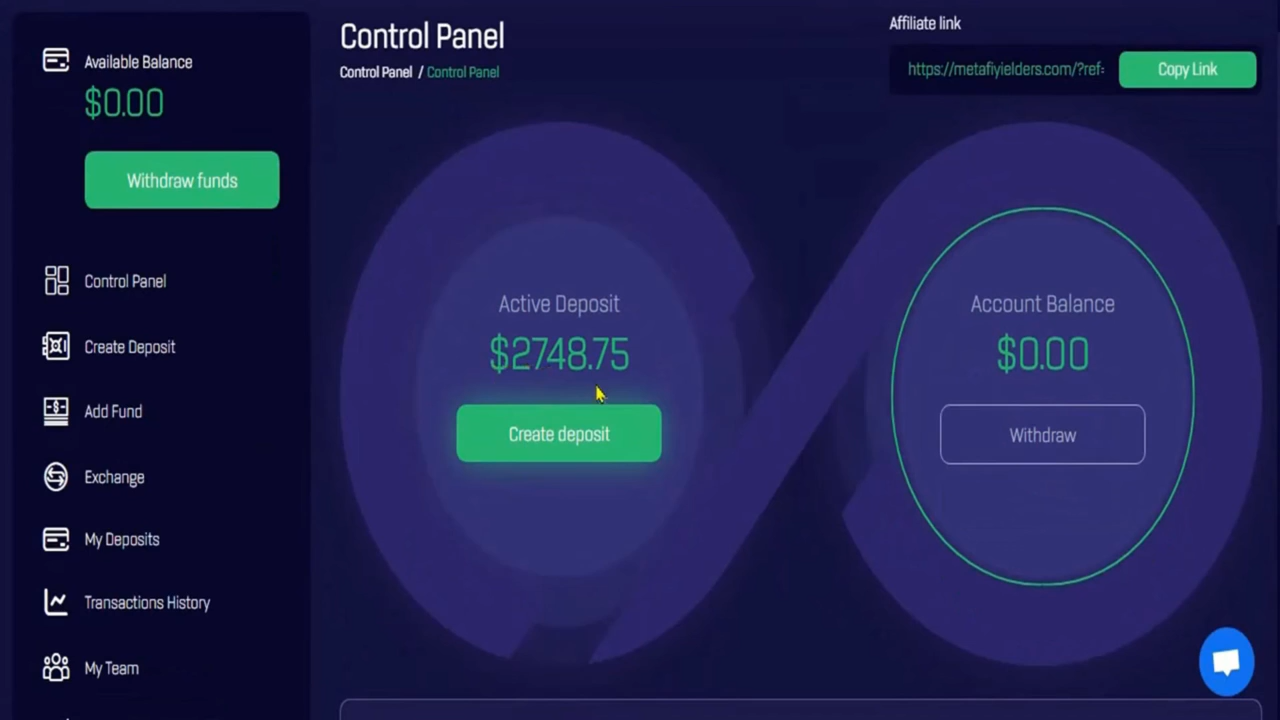 Available Balance
$0.00
Withdraw funds
Control Panel
Create Deposit
Add Fund
Exchange
My Deposits
Transactions History
My Team
Control Panel
Control Panel / Control Panel
Affiliate link
https://metafiyielders.com/?ref=
Copy Link
Active Deposit
$2748.75
Create deposit
Account Balance
$0.00
Withdraw